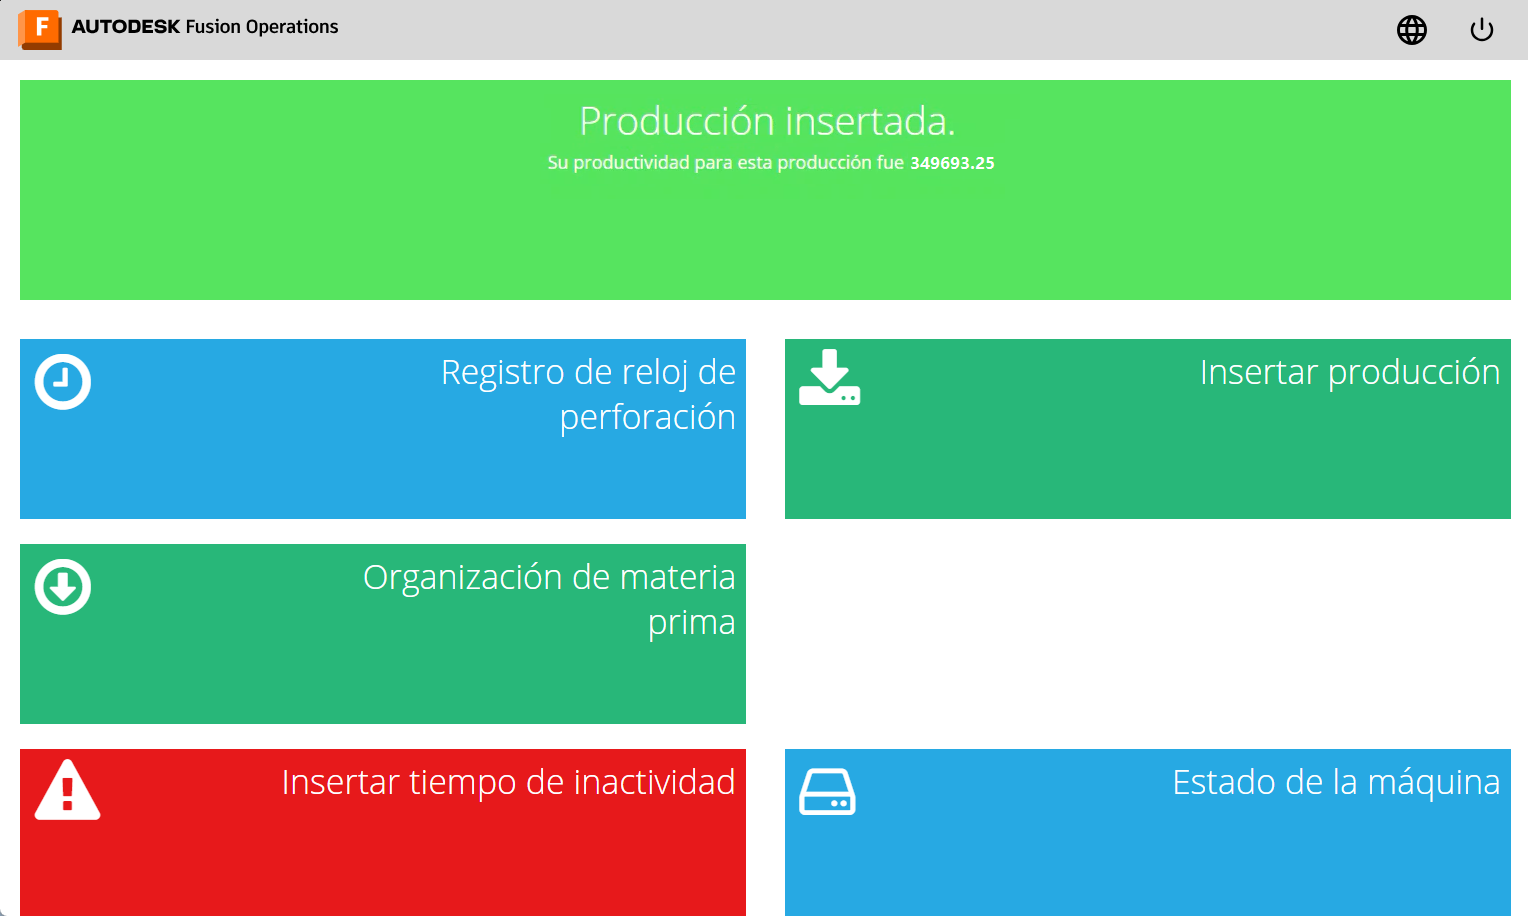 F AUTODESK Fusion Operations
Producción insertada.
Su productividad para esta producción fue 349693.25
Registro de reloj de
perforación
Insertar producción
Organización de materia
prima
Insertar tiempo de inactividad
Estado de la máquina